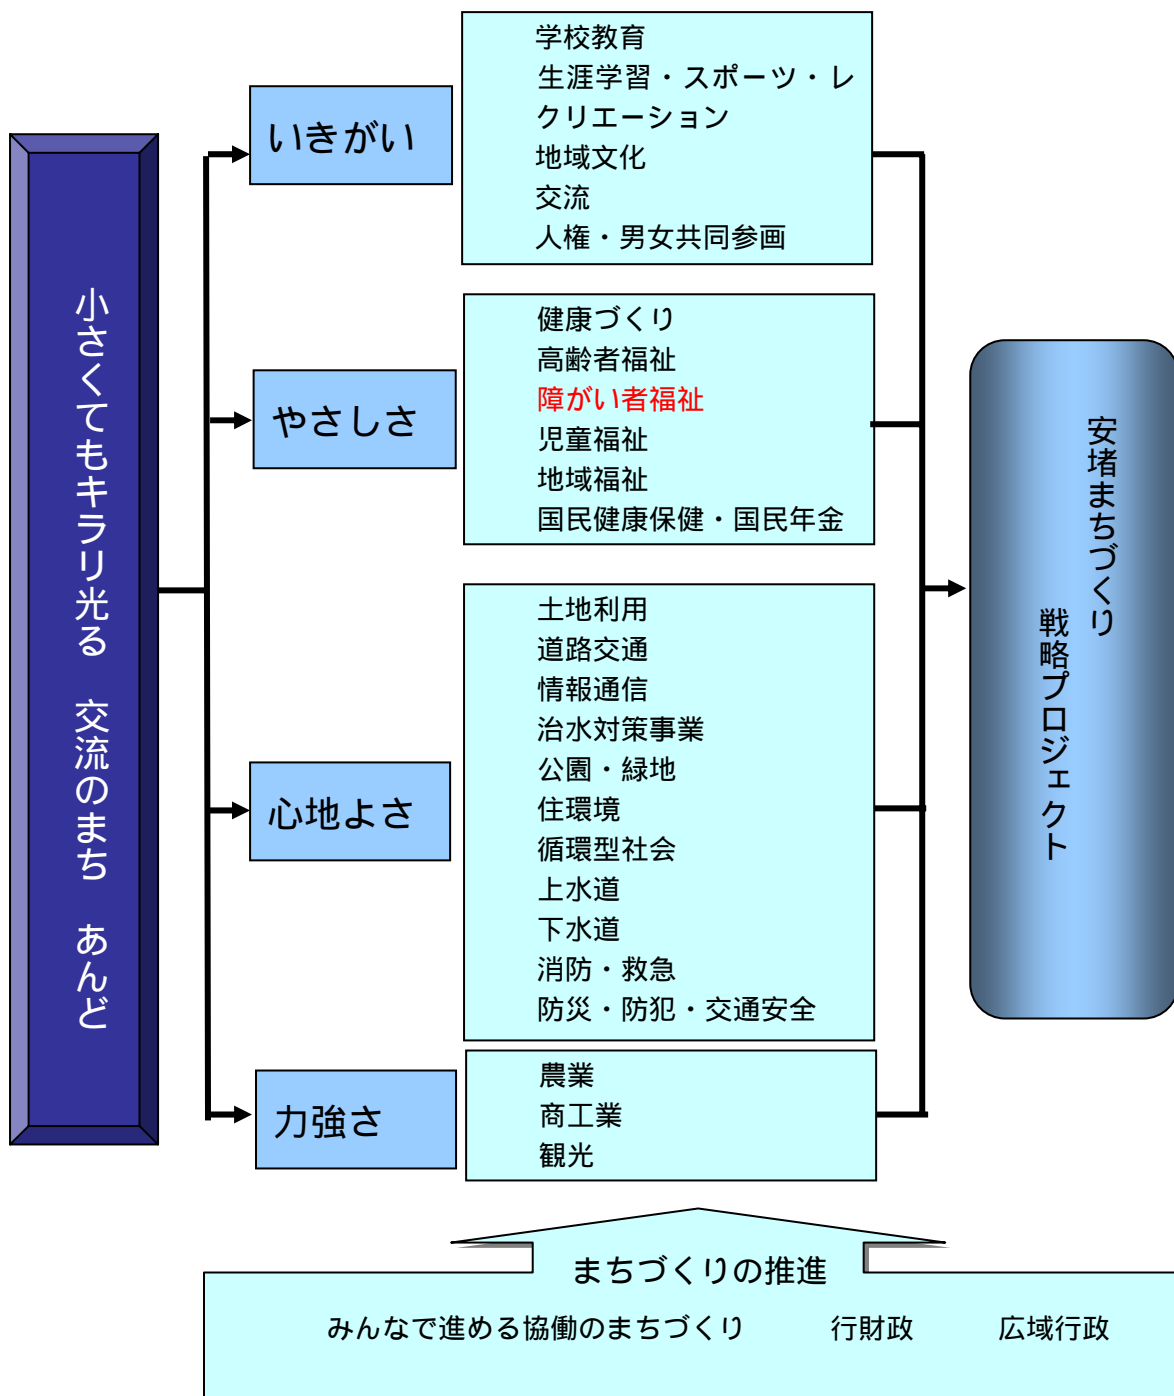 小さくてもキラリ光る　交流のまち　あんど
いきがい
学校教育
生涯学習・スポーツ・レ
クリエーション
地域文化
交流
人権・男女共同参画
やさしさ
健康づくり
高齢者福祉
障がい者福祉
児童福祉
地域福祉
国民健康保健・国民年金
心地よさ
土地利用
道路交通
情報通信
治水対策事業
公園・緑地
住環境
循環型社会
上水道
下水道
消防・救急
防災・防犯・交通安全
力強さ
農業
商工業
観光
安堵まちづくり
戦略プロジェクト
まちづくりの推進
みんなで進める協働のまちづくり　行財政　広域行政